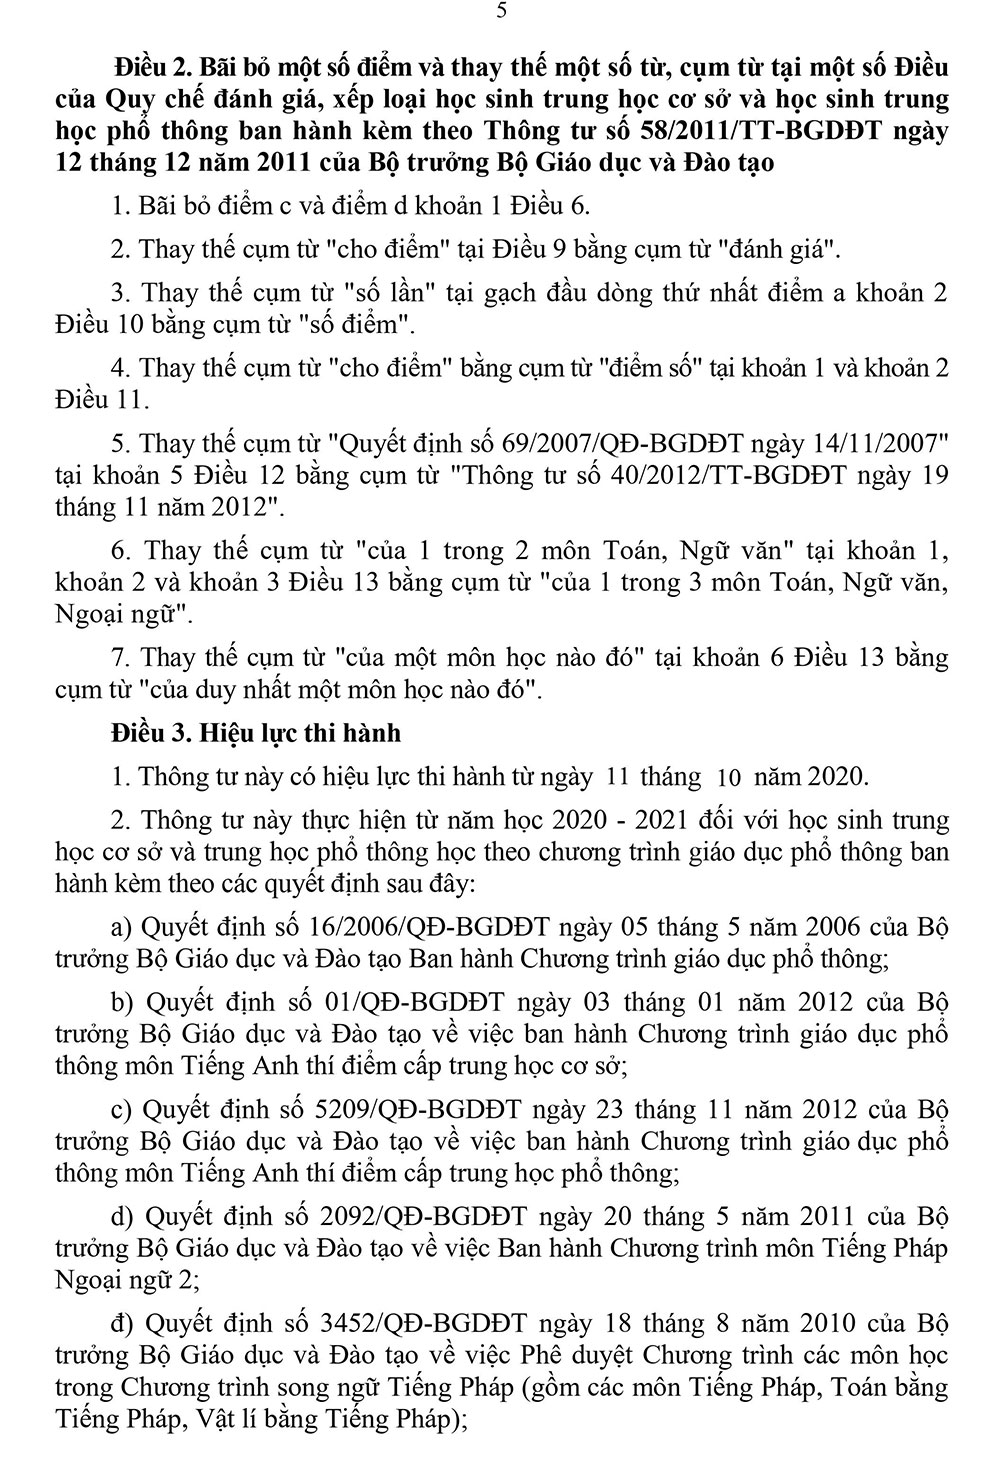 5
Điều 2. Bãi bỏ một số điểm và thay thế một số từ, cụm từ tại một số Điều
của Quy chế đánh giá, xếp loại học sinh trung học cơ sở và học sinh trung
học phổ thông ban hành kèm theo Thông tư số 58/2011/TT-BGDĐT ngày
12 tháng 12 năm 2011 của Bộ trưởng Bộ Giáo dục và Đào tạo
1. Bãi bỏ điểm c và điểm d khoản 1 Điều 6.
2. Thay thế cụm từ "cho điểm" tại Điều 9 bằng cụm từ "đánh giá".
3. Thay thế cụm từ "số lần" tại gạch đầu dòng thứ nhất điểm a khoản 2
Điều 10 bằng cụm từ "số điểm".
4. Thay thế cụm từ "cho điểm" bằng cụm từ "điểm số" tại khoản 1 và khoản 2
Điều 11.
5. Thay thế cụm từ "Quyết định số 69/2007/QĐ-BGDĐT ngày 14/11/2007"
tại khoản 5 Điều 12 bằng cụm từ "Thông tư số 40/2012/TT-BGDĐT ngày 19
tháng 11 năm 2012".
6. Thay thế cụm từ "của 1 trong 2 môn Toán, Ngữ văn" tại khoản 1,
khoản 2 và khoản 3 Điều 13 bằng cụm từ "của 1 trong 3 môn Toán, Ngữ văn,
Ngoại ngữ".
7. Thay thế cụm từ "của một môn học nào đó" tại khoản 6 Điều 13 bằng
cụm từ "của duy nhất một môn học nào đó".
Điều 3. Hiệu lực thi hành
1. Thông tư này có hiệu lực thi hành từ ngày 11 tháng 10 năm 2020.
2. Thông tư này thực hiện từ năm học 2020 - 2021 đối với học sinh trung
học cơ sở và trung học phổ thông học theo chương trình giáo dục phổ thông ban
hành kèm theo các quyết định sau đây:
a) Quyết định số 16/2006/QĐ-BGDĐT ngày 05 tháng 5 năm 2006 của Bộ
trưởng Bộ Giáo dục và Đào tạo Ban hành Chương trình giáo dục phổ thông;
b) Quyết định số 01/QĐ-BGDĐT ngày 03 tháng 01 năm 2012 của Bộ
trưởng Bộ Giáo dục và Đào tạo về việc ban hành Chương trình giáo dục phổ
thông môn Tiếng Anh thí điểm cấp trung học cơ sở;
c) Quyết định số 5209/QĐ-BGDĐT ngày 23 tháng 11 năm 2012 của Bộ
trưởng Bộ Giáo dục và Đào tạo về việc ban hành Chương trình giáo dục phổ
thông môn Tiếng Anh thí điểm cấp trung học phổ thông;
d) Quyết định số 2092/QĐ-BGDĐT ngày 20 tháng 5 năm 2011 của Bộ
trưởng Bộ Giáo dục và Đào tạo về việc Ban hành Chương trình môn Tiếng Pháp
Ngoại ngữ 2;
đ) Quyết định số 3452/QĐ-BGDĐT ngày 18 tháng 8 năm 2010 của Bộ
trưởng Bộ Giáo dục và Đào tạo về việc Phê duyệt Chương trình các môn học
trong Chương trình song ngữ Tiếng Pháp (gồm các môn Tiếng Pháp, Toán bằng
Tiếng Pháp, Vật lí bằng Tiếng Pháp);